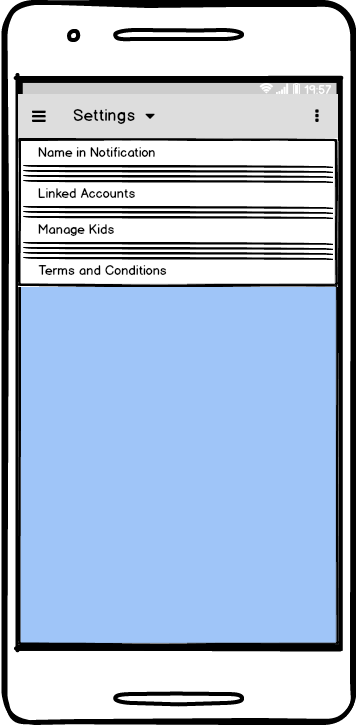 19:57
Settings
Name in Notification
Linked Accounts
Manage Kids
Terms and Conditions